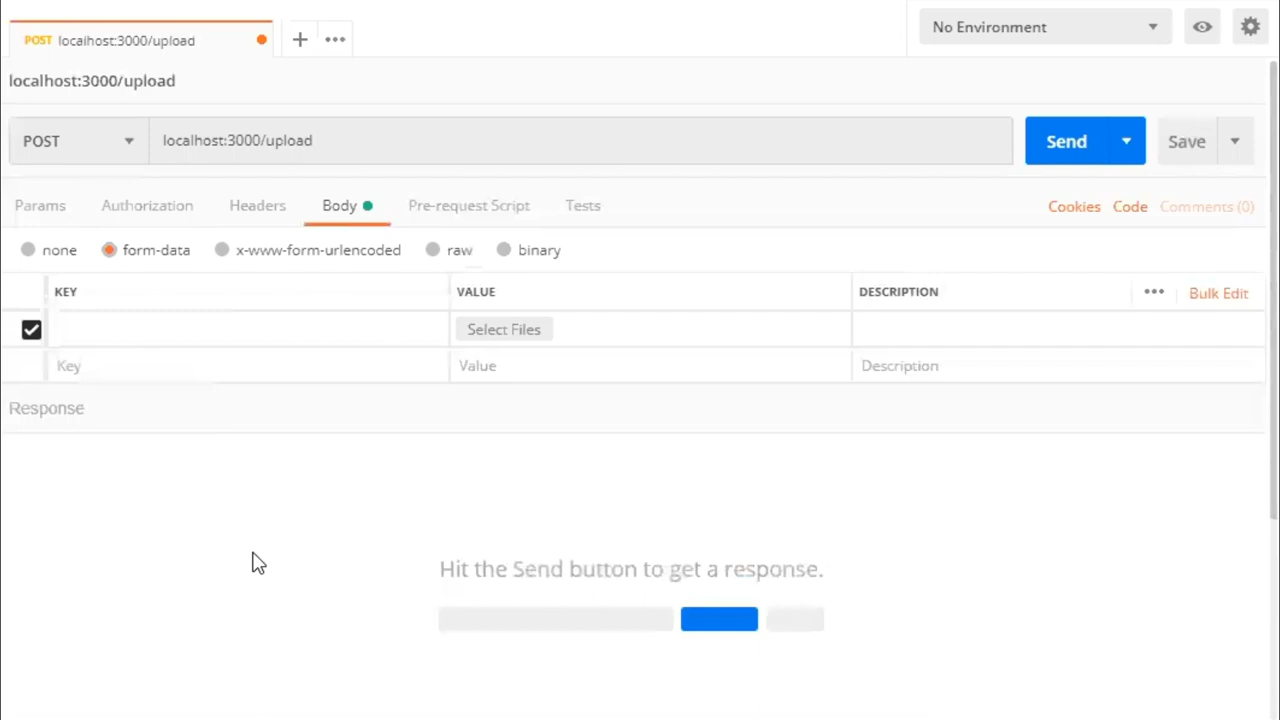 POST localhost:3000/upload
No Environment
localhost:3000/upload
POST localhost:3000/upload Send Save
Params Authorization Headers Body Pre-request Script Tests Cookies Code Comments (0)
none form-data x-www-form-urlencoded raw binary
KEY VALUE DESCRIPTION Bulk Edit
Select Files
Key Value Description
Response
Hit the Send button to get a response.